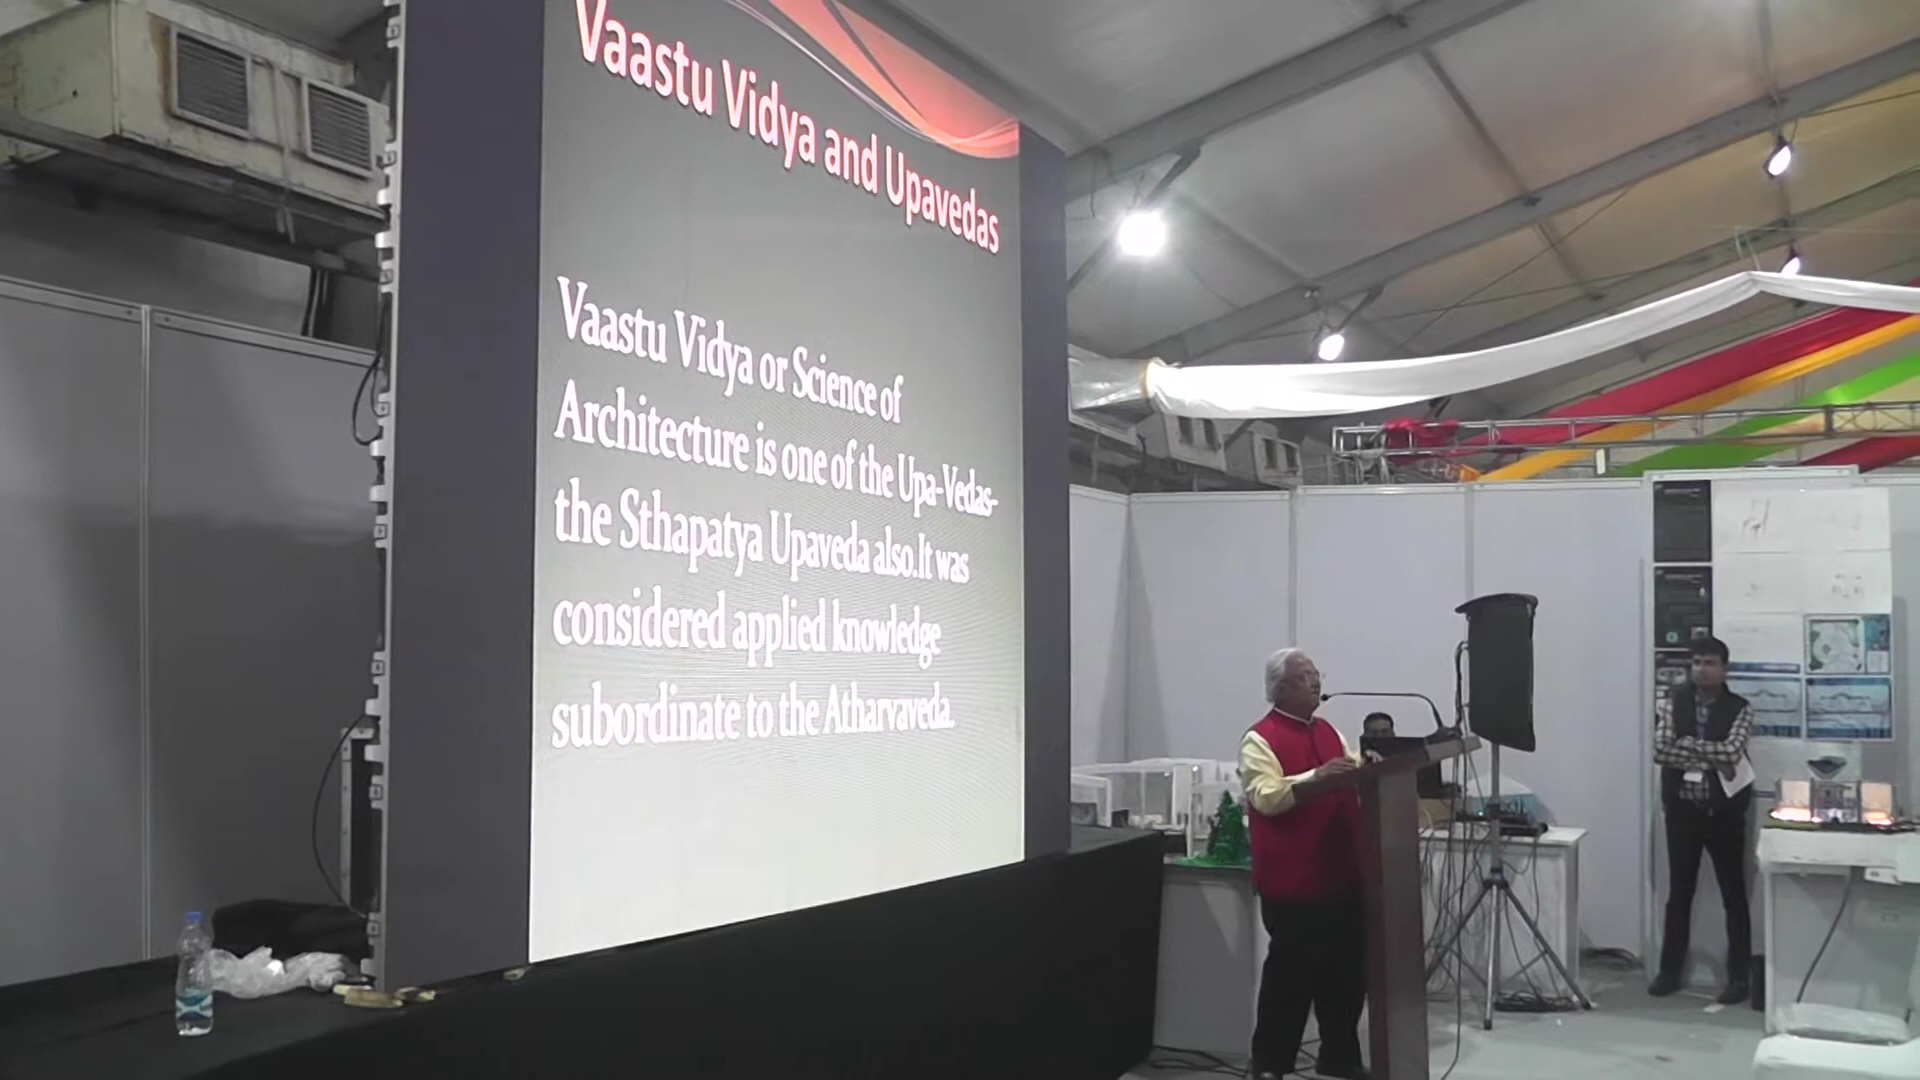 Vaastu Vidya and Upavedas
Vaastu Vidya or Science of
Architecture is one of the Upa-Vedas-
the Sthapatya Upaveda also.It was
considered applied knowledge
subordinate to the Atharvaveda.